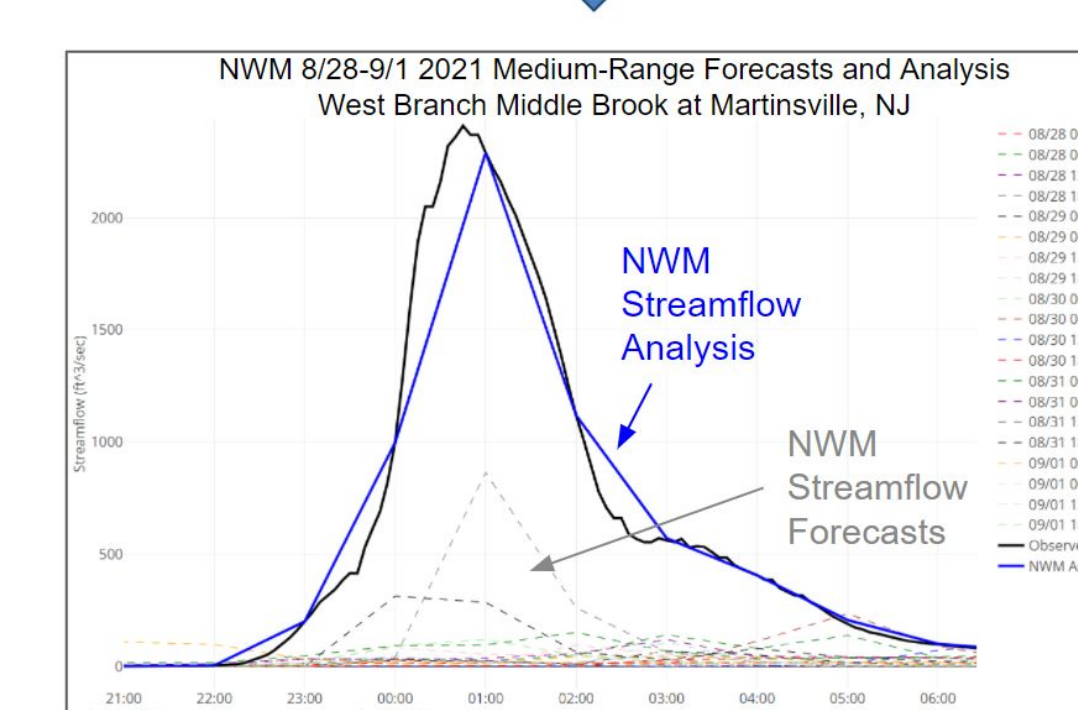 NWM 8/28-9/1 2021 Medium-Range Forecasts and Analysis
West Branch Middle Brook at Martinsville, NJ
Streamflow (ft^3/sec)
2000
1500
1000
500
0
21:00 22:00 23:00 00:00 01:00 02:00 03:00 04:00 05:00 06:00
NWM
Streamflow
Analysis
NWM
Streamflow
Forecasts
08/28 0
08/28 0
08/28 1
08/28 1
08/29 0
08/29 0
08/29 1
08/29 1
08/30 0
08/30 0
08/30 1
08/30 1
08/31 0
08/31 0
08/31 1
08/31 1
09/01 0
09/01 0
09/01 1
09/01 1
Observe
NWM A